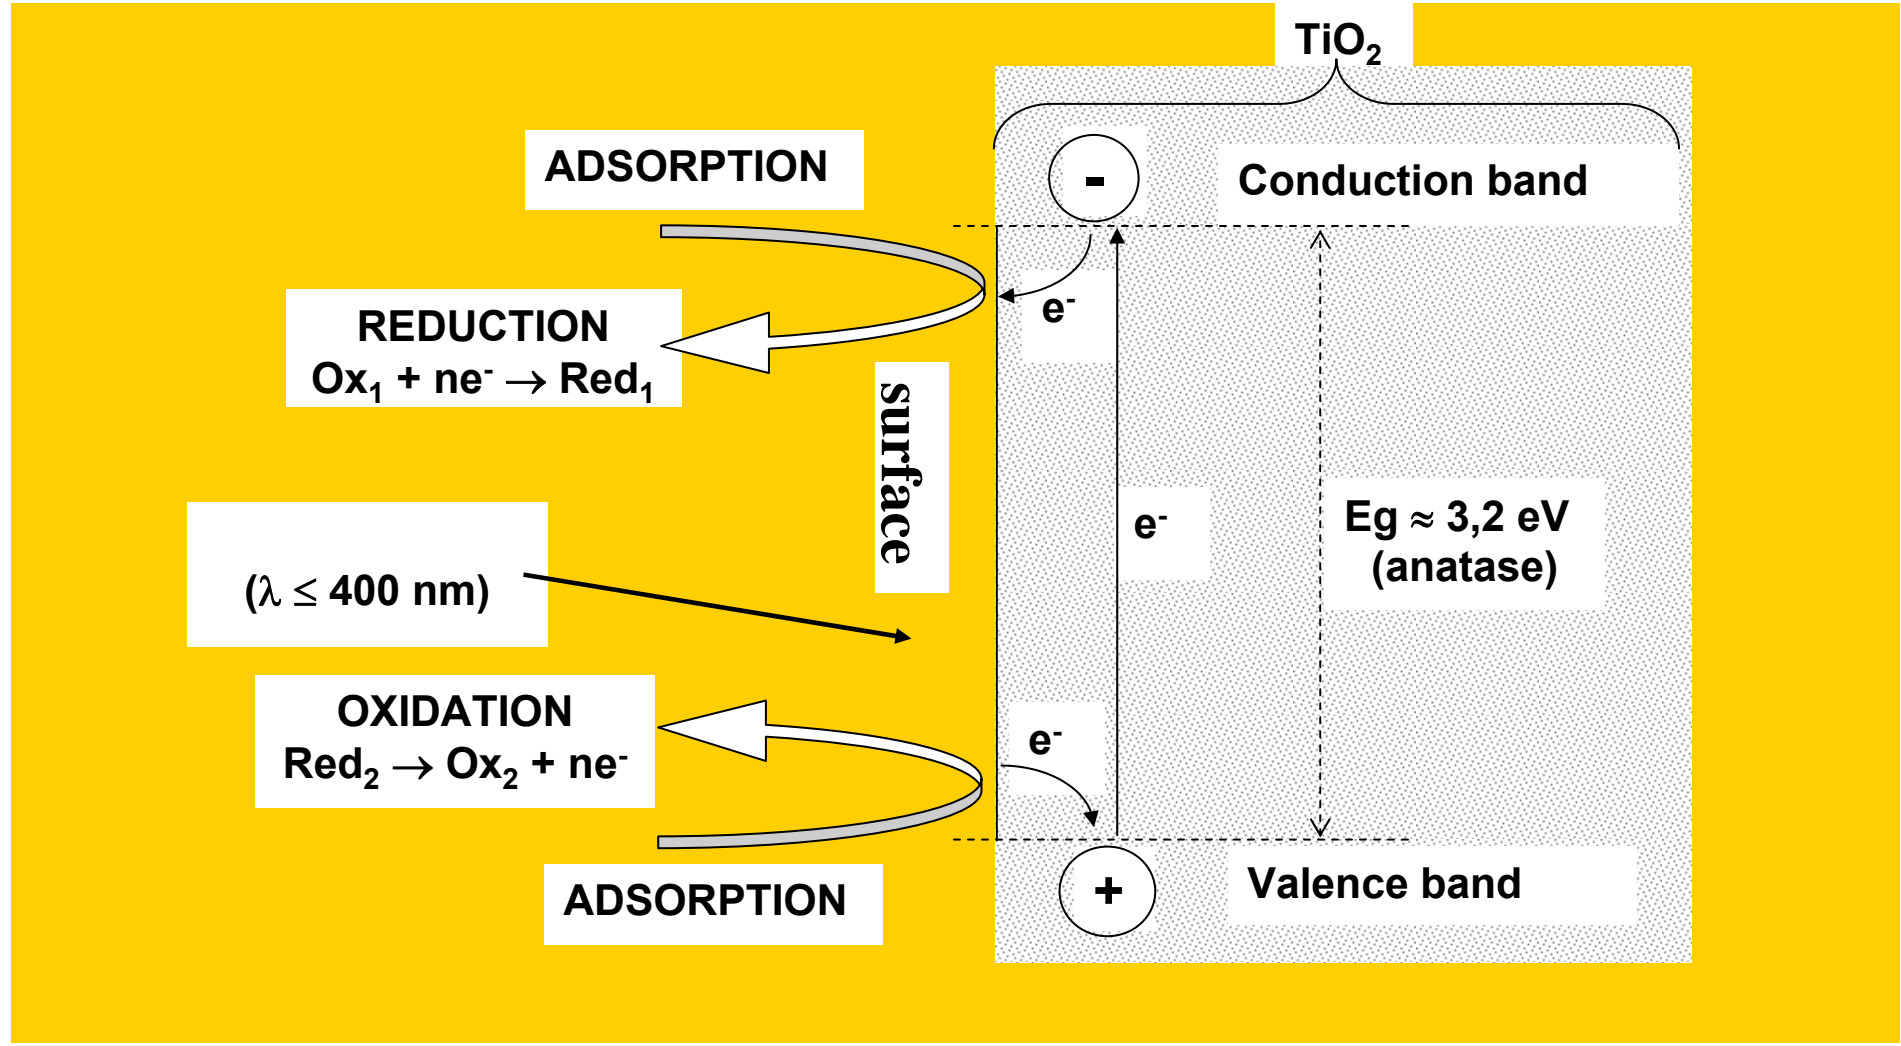 TiO₂
ADSORPTION
-
Conduction band
e⁻
REDUCTION
Ox₁ + ne⁻ → Red₁
surface
e⁻
Eg ≈ 3,2 eV
(anatase)
(λ ≤ 400 nm)
OXIDATION
Red₂ → Ox₂ + ne⁻
e⁻
+
Valence band
ADSORPTION